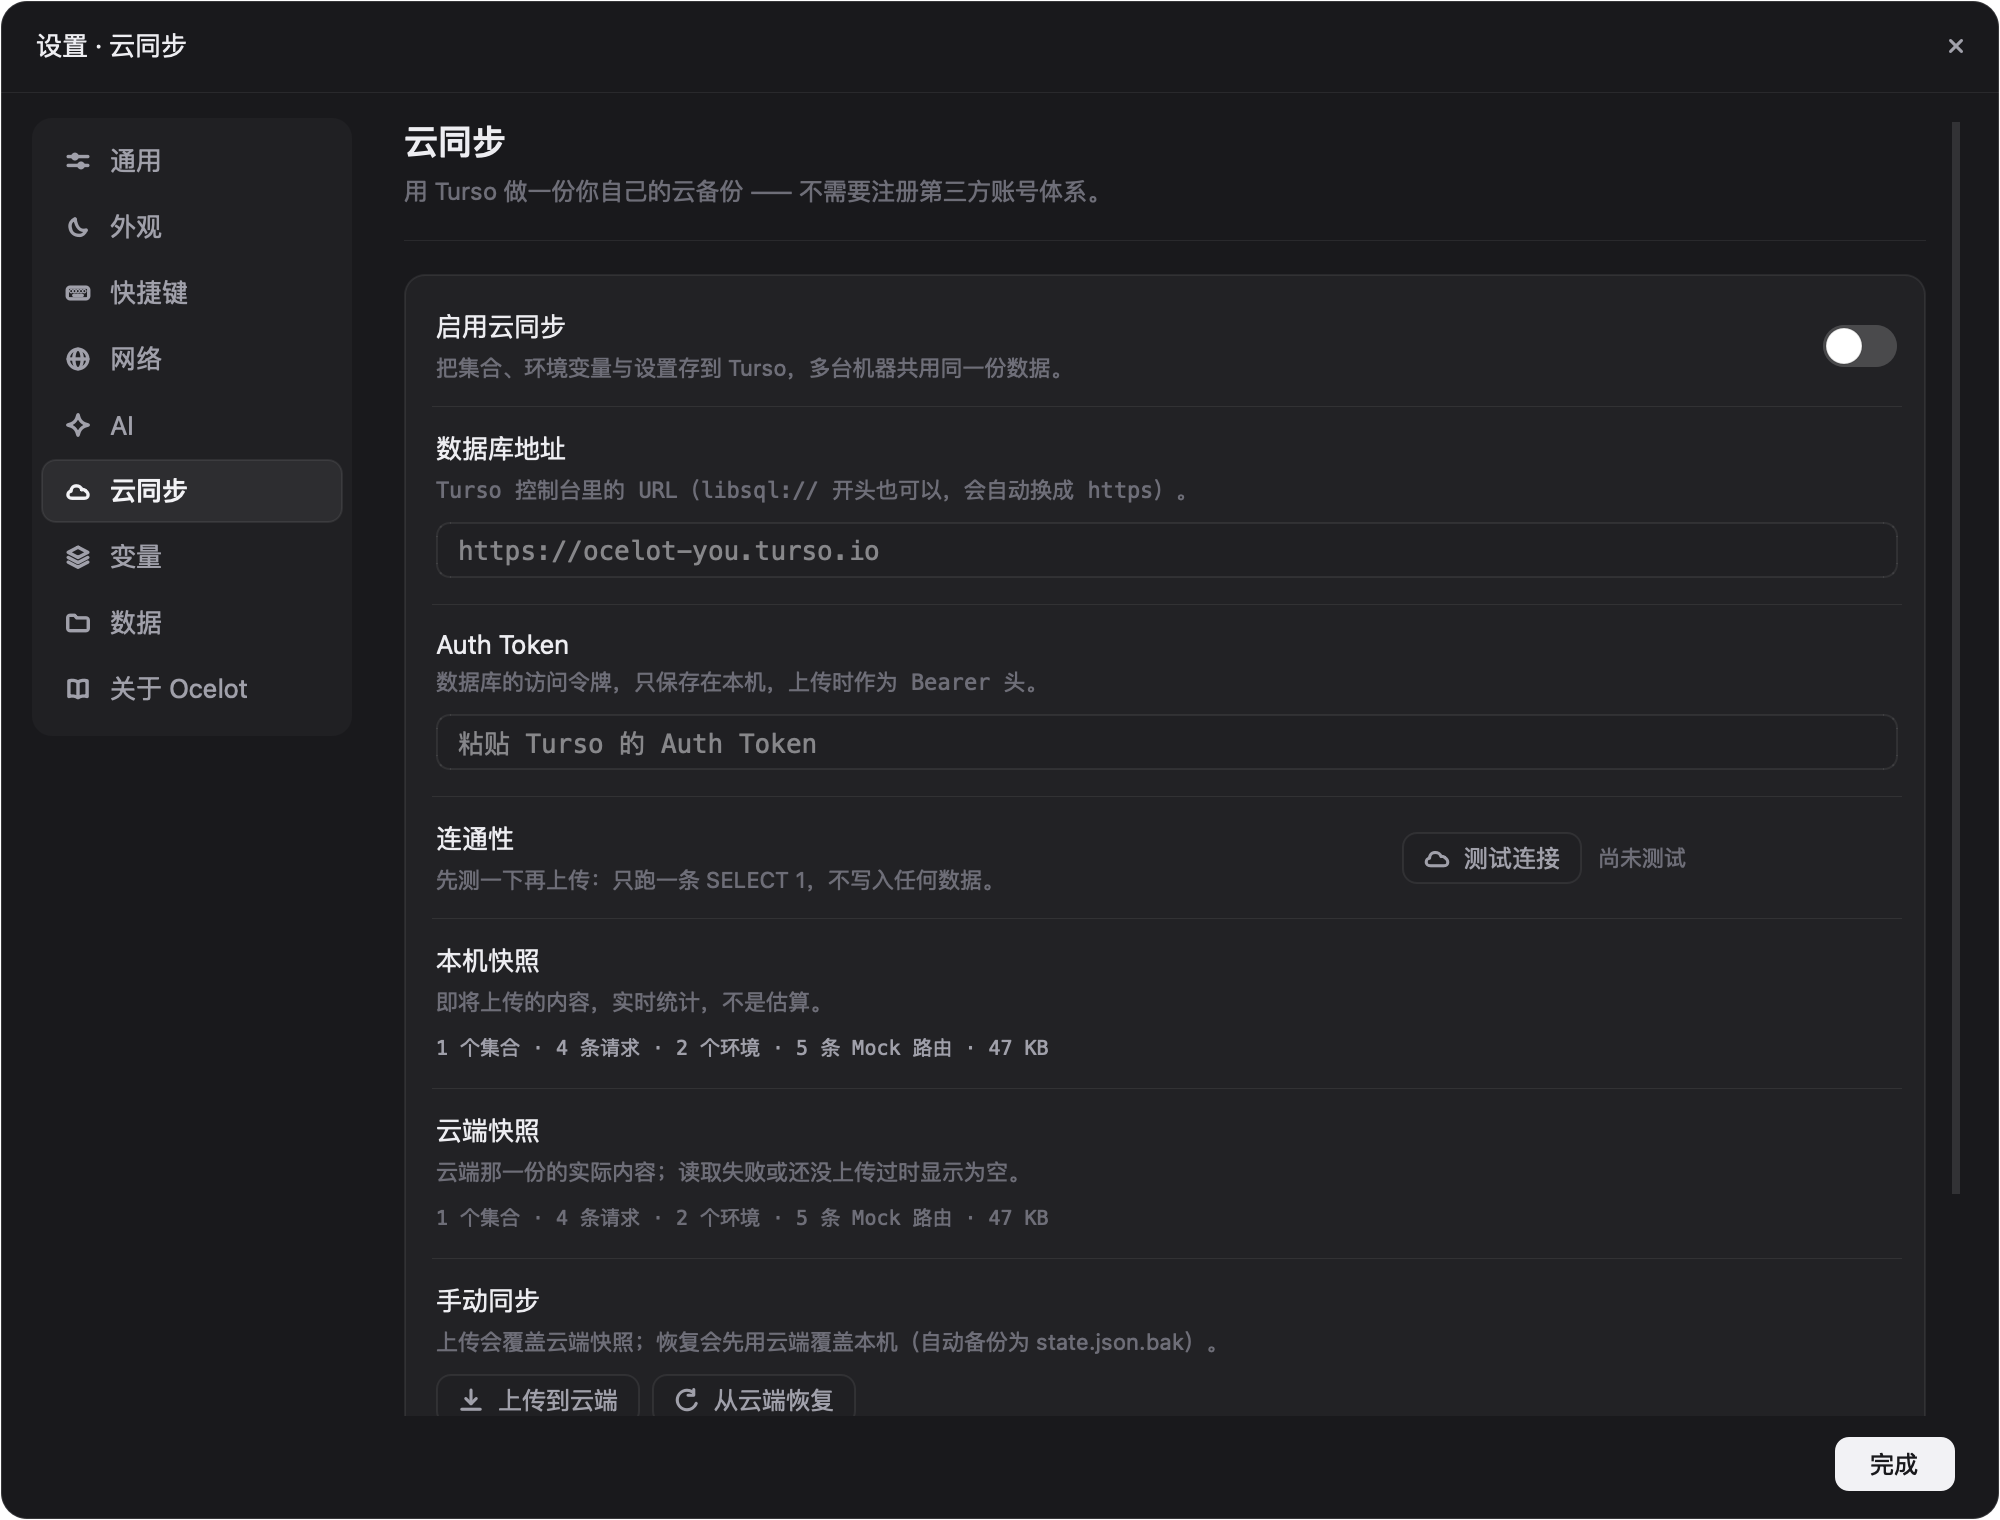 设置 · 云同步
通用
外观
快捷键
网络
AI
云同步
变量
数据
关于 Ocelot
云同步
用 Turso 做一份你自己的云备份 —— 不需要注册第三方账号体系。
启用云同步
把集合、环境变量与设置存到 Turso，多台机器共用同一份数据。
数据库地址
Turso 控制台里的 URL（libsql:// 开头也可以，会自动换成 https）。
https://ocelot-you.turso.io
Auth Token
数据库的访问令牌，只保存在本机，上传时作为 Bearer 头。
粘贴 Turso 的 Auth Token
连通性
先测一下再上传：只跑一条 SELECT 1，不写入任何数据。
测试连接
尚未测试
本机快照
即将上传的内容，实时统计，不是估算。
1 个集合 · 4 条请求 · 2 个环境 · 5 条 Mock 路由 · 47 KB
云端快照
云端那一份的实际内容；读取失败或还没上传过时显示为空。
1 个集合 · 4 条请求 · 2 个环境 · 5 条 Mock 路由 · 47 KB
手动同步
上传会覆盖云端快照；恢复会先用云端覆盖本机（自动备份为 state.json.bak）。
上传到云端
从云端恢复
完成